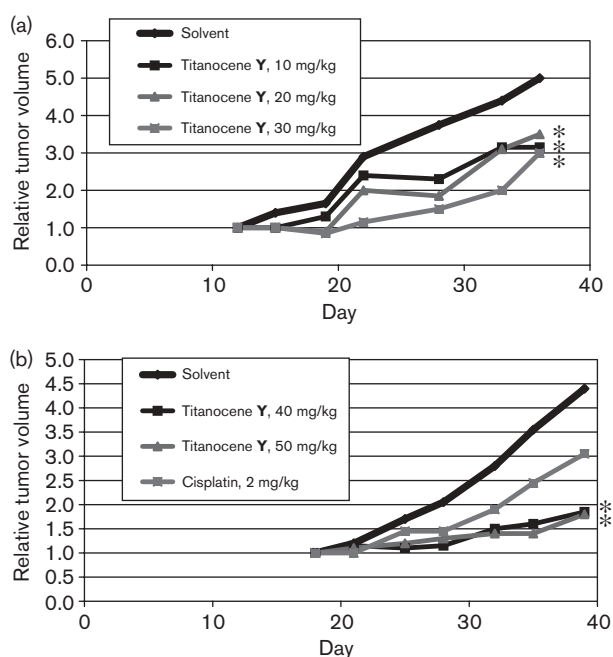 (a)
6.0
5.0
4.0
3.0
2.0
1.0
0.0
Relative tumor volume
Solvent
Titanocene Y, 10 mg/kg
Titanocene Y, 20 mg/kg
Titanocene Y, 30 mg/kg
*
*
*
0 10 20 30 40
Day
(b)
5.0
4.5
4.0
3.5
3.0
2.5
2.0
1.5
1.0
0.5
0.0
Relative tumor volume
Solvent
Titanocene Y, 40 mg/kg
Titanocene Y, 50 mg/kg
Cisplatin, 2 mg/kg
*
*
0 10 20 30 40
Day